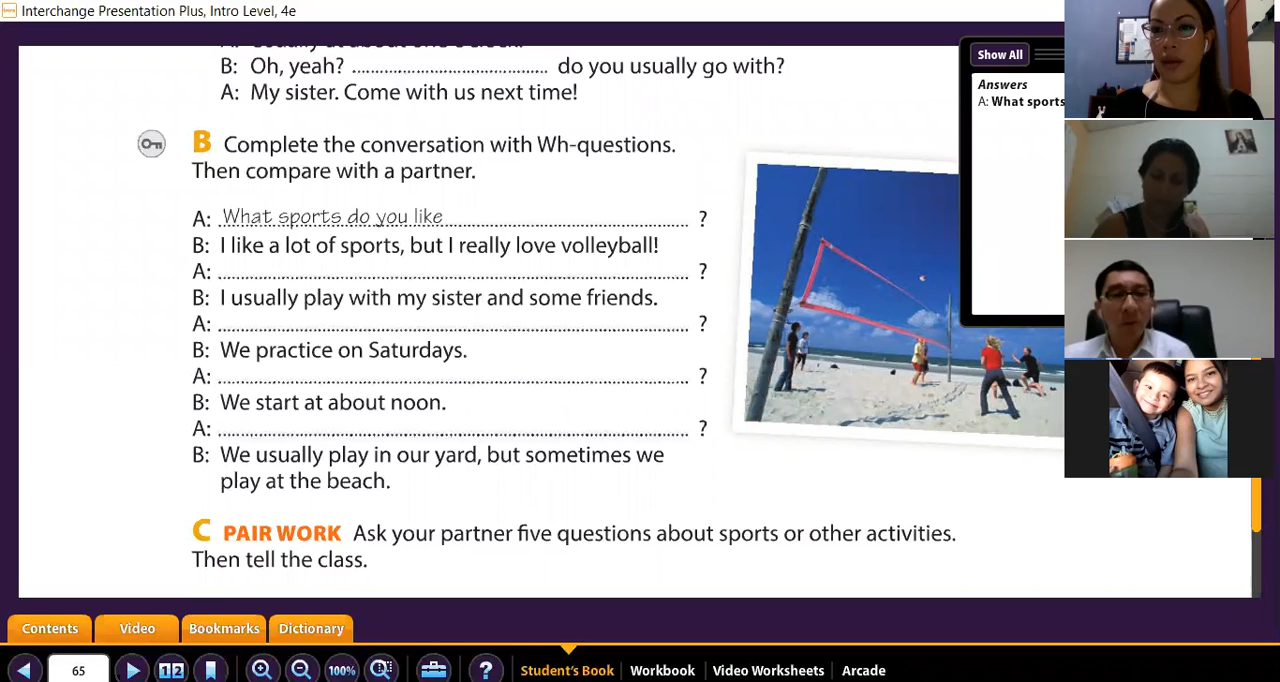 Interchange Presentation Plus, Intro Level, 4e
B: Oh, yeah? ................................................ do you usually go with?
A: My sister. Come with us next time!
B Complete the conversation with Wh-questions.
Then compare with a partner.
A: What sports do you like ?
B: I like a lot of sports, but I really love volleyball!
A: ?
B: I usually play with my sister and some friends.
A: ?
B: We practice on Saturdays.
A: ?
B: We start at about noon.
A: ?
B: We usually play in our yard, but sometimes we
play at the beach.
C PAIR WORK Ask your partner five questions about sports or other activities.
Then tell the class.
Show All
Answers
A: What sports
Contents Video Bookmarks Dictionary
65 1 2 100% ? Student's Book Workbook Video Worksheets Arcade